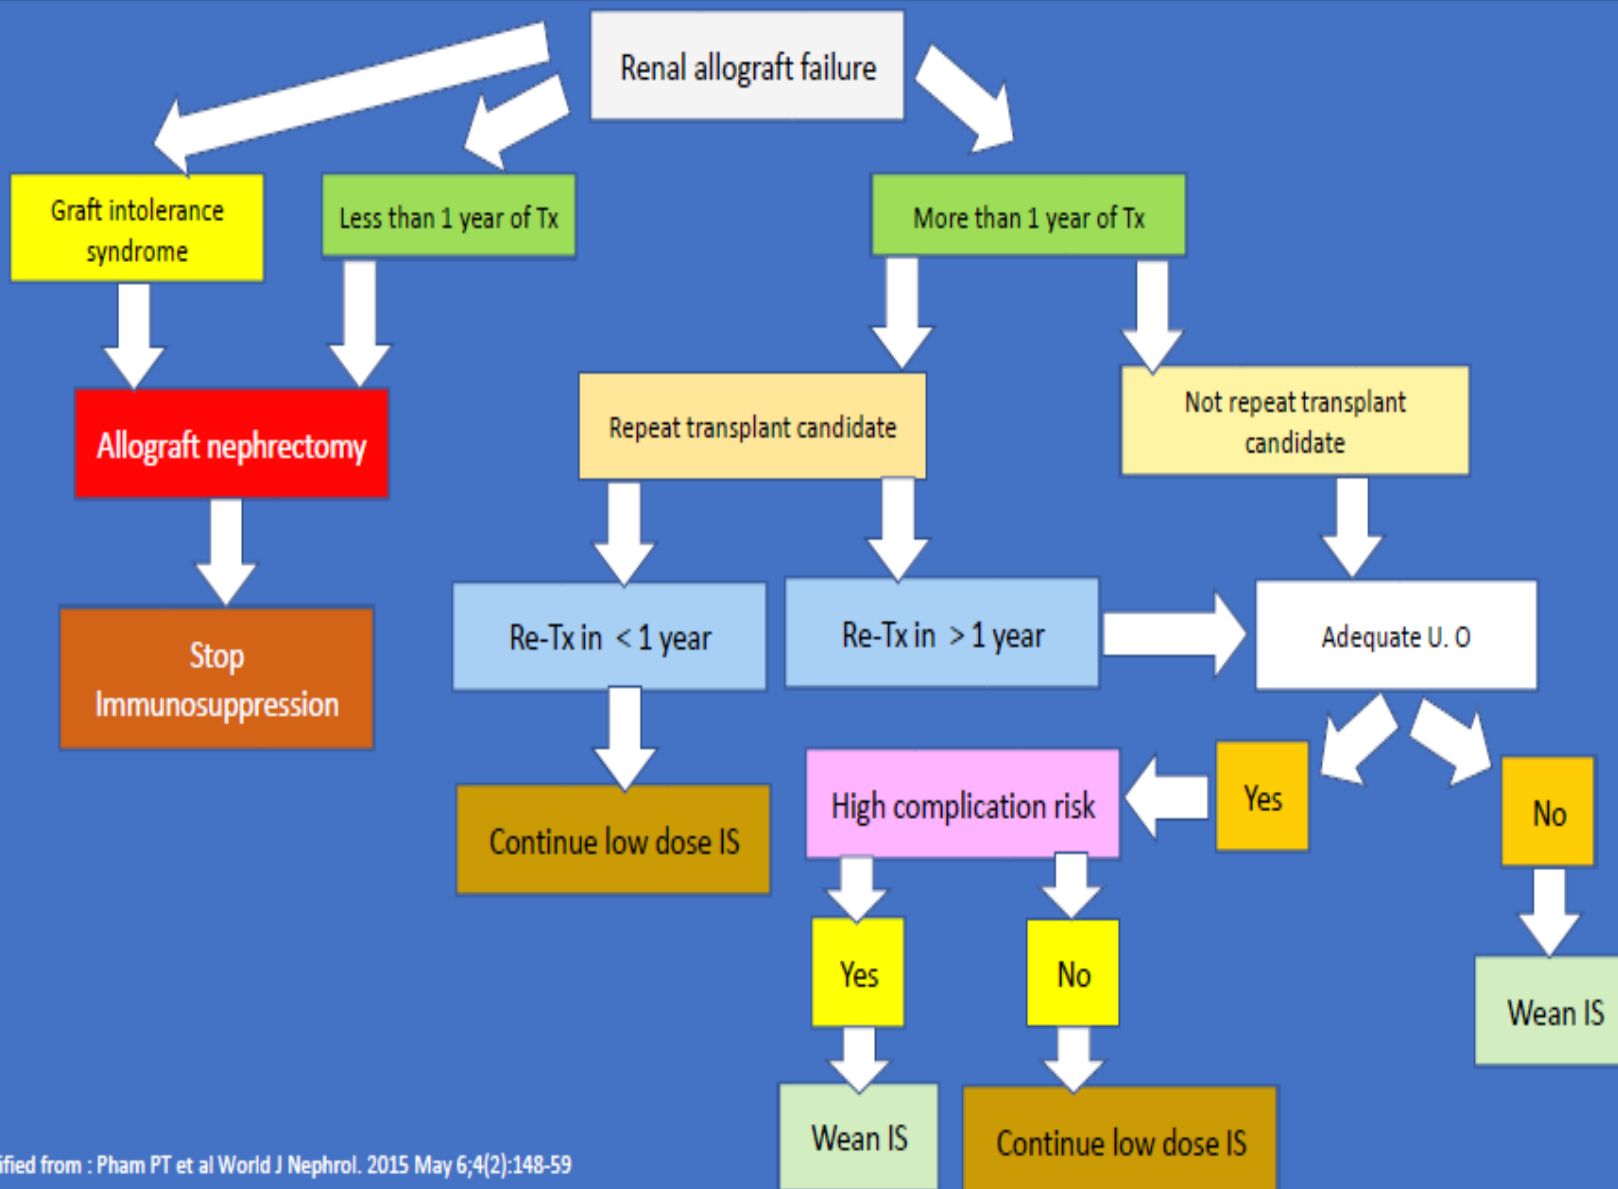 Renal allograft failure
Graft intolerance
syndrome
Less than 1 year of Tx
More than 1 year of Tx
Allograft nephrectomy
Repeat transplant candidate
Not repeat transplant
candidate
Stop
Immunosuppression
Re-Tx in < 1 year
Re-Tx in > 1 year
Adequate U. O
Continue low dose IS
High complication risk
Yes
No
Yes
No
Wean IS
Wean IS
Continue low dose IS
ified from : Pham PT et al World J Nephrol. 2015 May 6;4(2):148-59